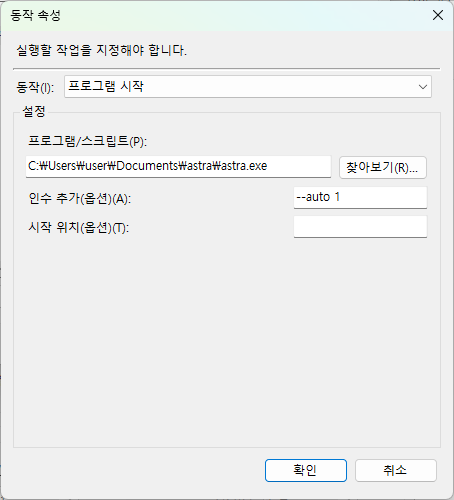 동작 속성
실행할 작업을 지정해야 합니다.
동작(I): 프로그램 시작
설정
프로그램/스크립트(P):
C:₩Users₩user₩Documents₩astra₩astra.exe 찾아보기(R)...
인수 추가(옵션)(A): --auto 1
시작 위치(옵션)(T):
확인 취소